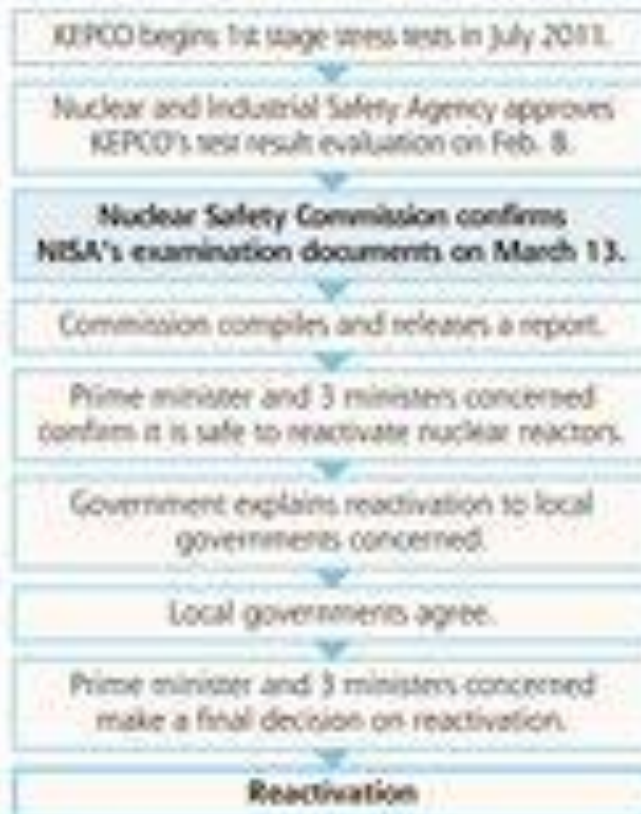 KEPCO begins 1st stage stress tests in July 2011.
Nuclear and Industrial Safety Agency approves
KEPCO's test result evaluation on Feb. 8.
Nuclear Safety Commission confirms
NISA's examination documents on March 13.
Commission compiles and releases a report.
Prime minister and 3 ministers concerned
confirm it is safe to reactivate nuclear reactors.
Government explains reactivation to local
governments concerned.
Local governments agree.
Prime minister and 3 ministers concerned
make a final decision on reactivation.
Reactivation